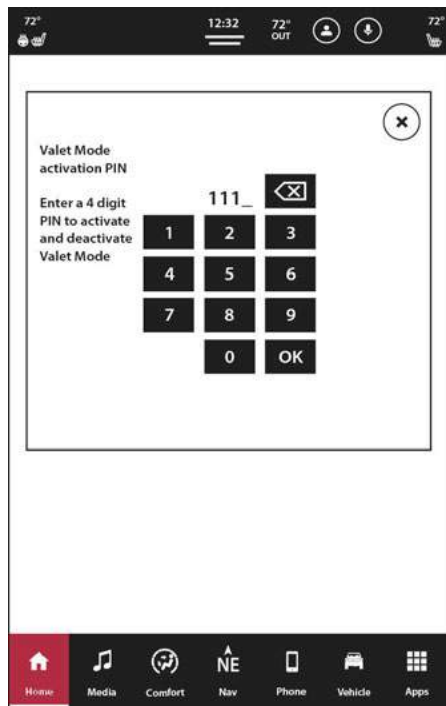 72°
12:32
72°
OUT
72°
Valet Mode
activation PIN
Enter a 4 digit
PIN to activate
and deactivate
Valet Mode
111_
1 2 3
4 5 6
7 8 9
0 OK
NE
Home Media Comfort Nav Phone Vehicle Apps